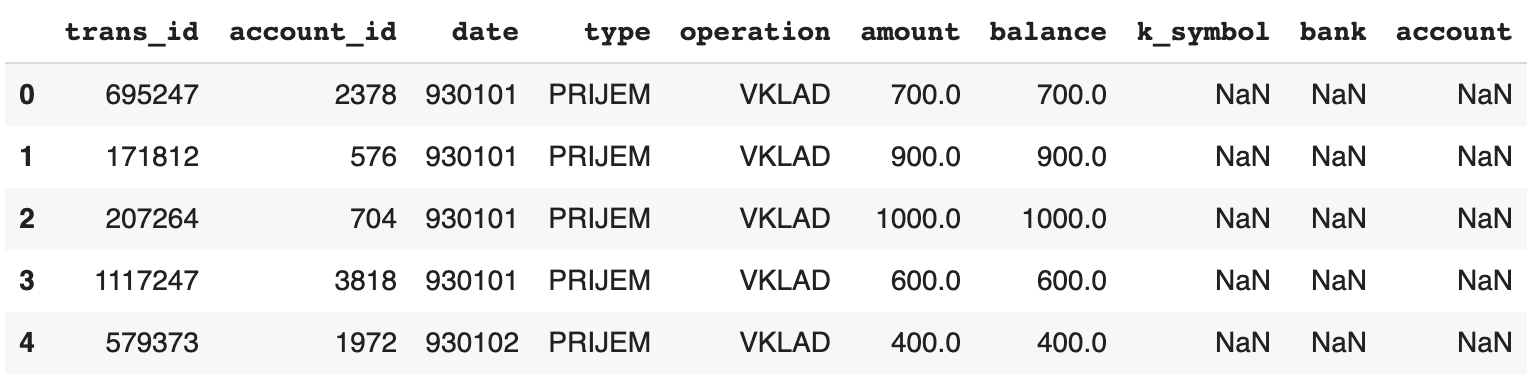 trans_id account_id date type operation amount balance k_symbol bank account
0 695247 2378 930101 PRIJEM VKLAD 700.0 700.0 NaN NaN NaN
1 171812 576 930101 PRIJEM VKLAD 900.0 900.0 NaN NaN NaN
2 207264 704 930101 PRIJEM VKLAD 1000.0 1000.0 NaN NaN NaN
3 1117247 3818 930101 PRIJEM VKLAD 600.0 600.0 NaN NaN NaN
4 579373 1972 930102 PRIJEM VKLAD 400.0 400.0 NaN NaN NaN